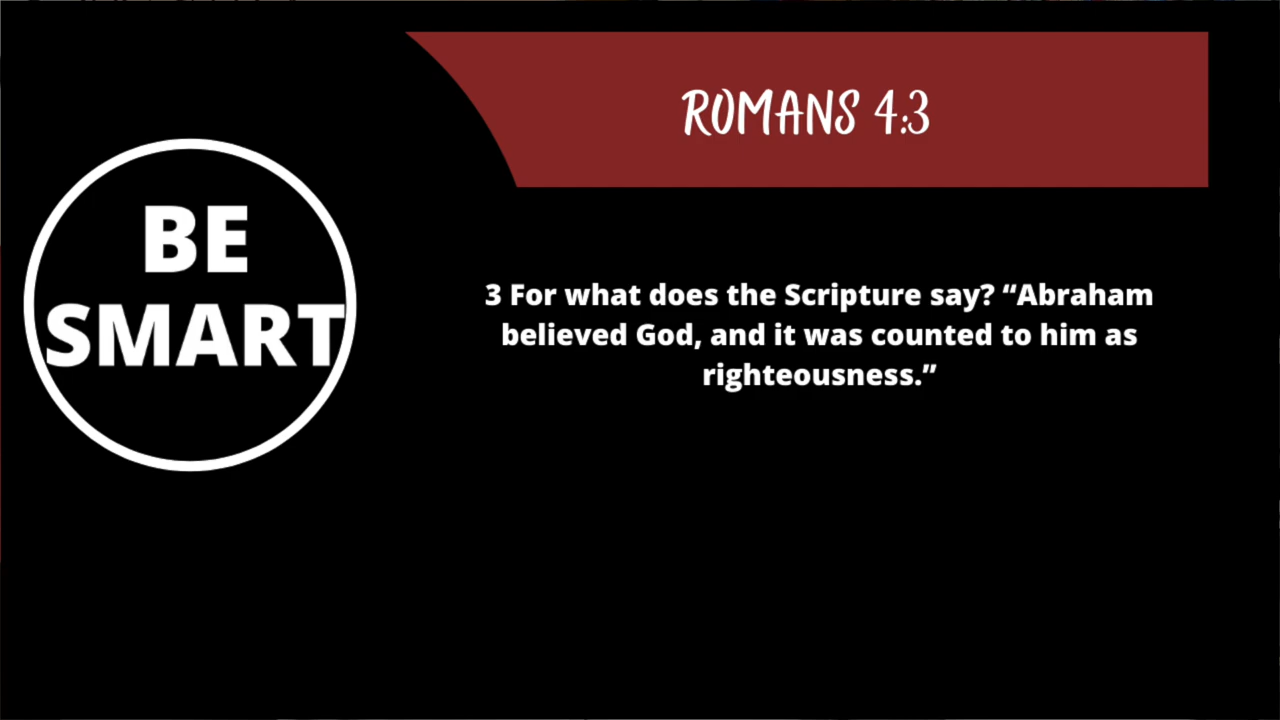 ROMANS 4:3
BE
SMART
3 For what does the Scripture say? “Abraham
believed God, and it was counted to him as
righteousness.”